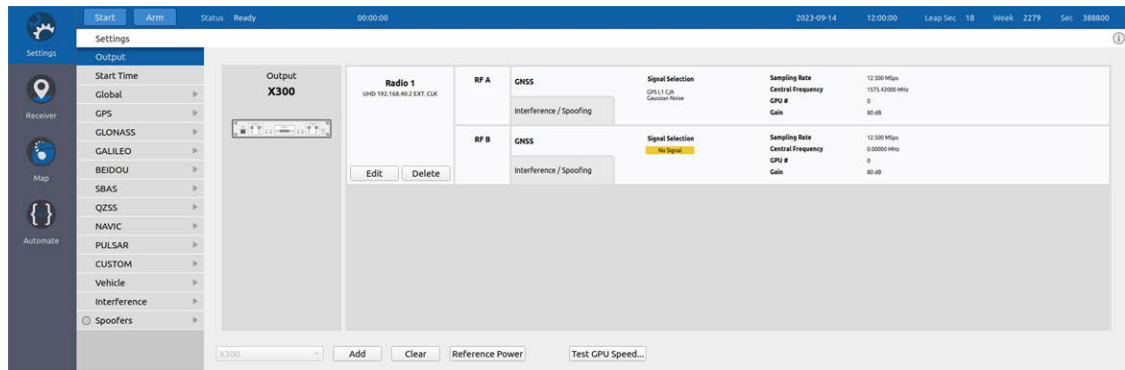 Start
Arm
Status Ready
00:00:00
2023-09-14
12:00:00
Leap Sec 18
Week 2279
Sec 388800
Settings
Receiver
Map
Automate
Settings
Output
Start Time
Global
GPS
GLONASS
GALILEO
BEIDOU
SBAS
QZSS
NAVIC
PULSAR
CUSTOM
Vehicle
Interference
Spoofers
Output
X300
Radio 1
UHD 192.168.40.2 EXT. CLK
Edit
Delete
RF A
GNSS
Interference / Spoofing
Signal Selection
GPS L1 C/A
Gaussian Noise
Sampling Rate 12.500 MSps
Central Frequency 1575.42000 MHz
GPU # 0
Gain 80 dB
RF B
GNSS
Interference / Spoofing
Signal Selection
No Signal
Sampling Rate 12.500 MSps
Central Frequency 0.00000 MHz
GPU # 0
Gain 80 dB
X300
Add
Clear
Reference Power
Test GPU Speed...